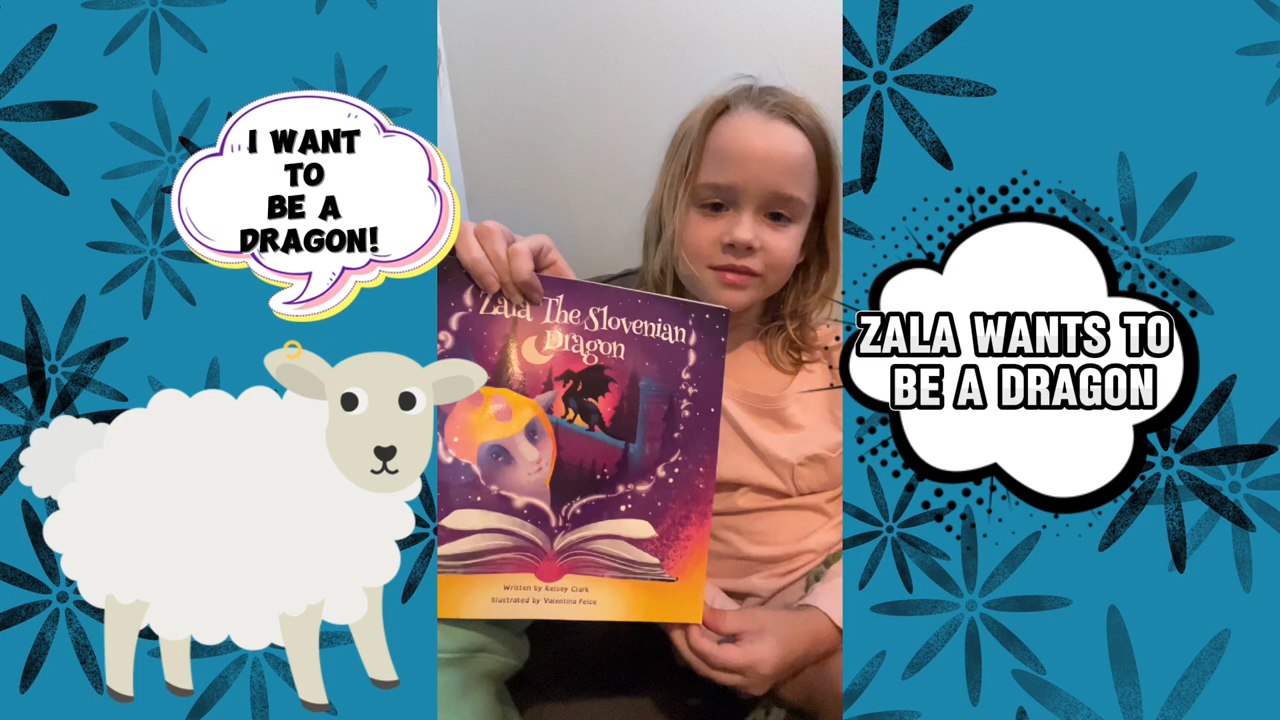 I WANT
TO
BE A
DRAGON!
Zala The Slovenian
Dragon
Written by Kelsey Clark
Illustrated by Valentina Felce
ZALA WANTS TO
BE A DRAGON